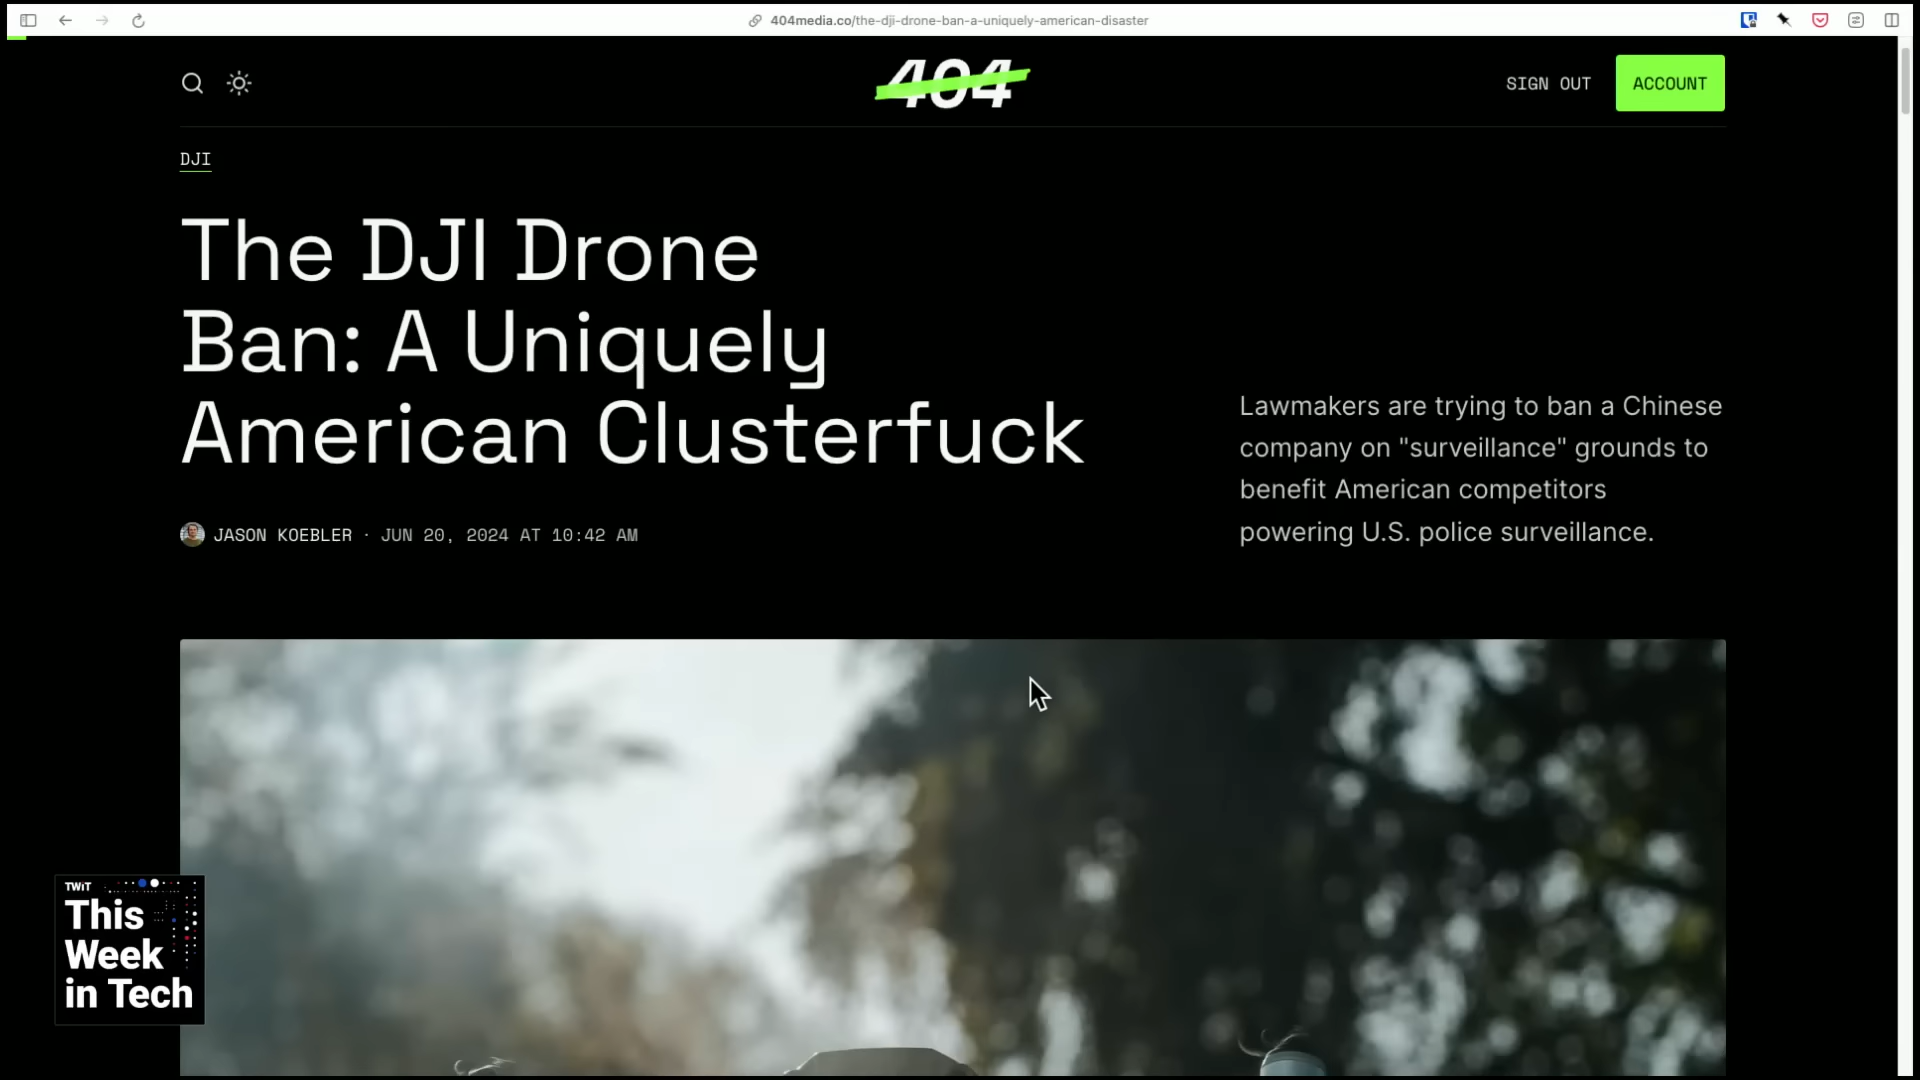 404media.co/the-dji-drone-ban-a-uniquely-american-disaster
404
SIGN OUT
ACCOUNT
DJI
The DJI Drone
Ban: A Uniquely
American Clusterfuck
Lawmakers are trying to ban a Chinese
company on "surveillance" grounds to
benefit American competitors
powering U.S. police surveillance.
JASON KOEBLER · JUN 20, 2024 AT 10:42 AM
TWiT
This
Week
in Tech